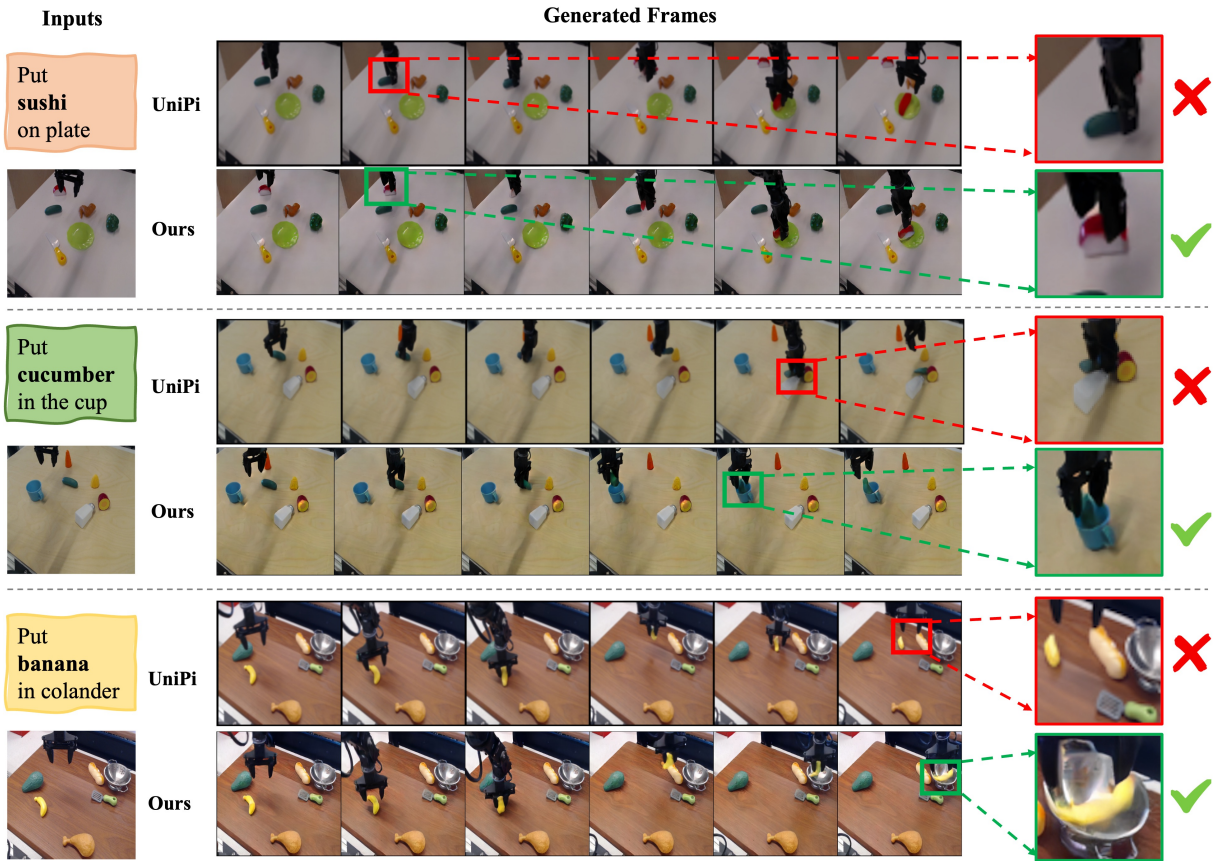 Inputs
Generated Frames
Put
sushi
on plate
UniPi
Ours
Put
cucumber
in the cup
UniPi
Ours
Put
banana
in colander
UniPi
Ours